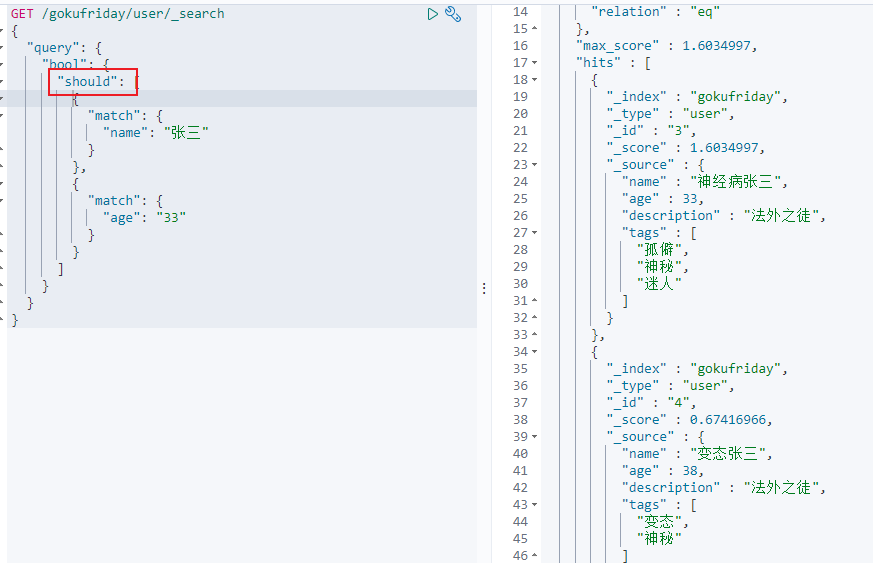 GET /gokufriday/user/_search
{
  "query": {
    "bool": {
      "should": [
        {
          "match": {
            "name": "张三"
          }
        },
        {
          "match": {
            "age": "33"
          }
        }
      ]
    }
  }
}
14 "relation" : "eq"
15 },
16 "max_score" : 1.6034997,
17 "hits" : [
18 {
19 "_index" : "gokufriday",
20 "_type" : "user",
21 "_id" : "3",
22 "_score" : 1.6034997,
23 "_source" : {
24 "name" : "神经病张三",
25 "age" : 33,
26 "description" : "法外之徒",
27 "tags" : [
28 "孤僻",
29 "神秘",
30 "迷人"
31 ]
32 }
33 },
34 {
35 "_index" : "gokufriday",
36 "_type" : "user",
37 "_id" : "4",
38 "_score" : 0.67416966,
39 "_source" : {
40 "name" : "变态张三",
41 "age" : 38,
42 "description" : "法外之徒",
43 "tags" : [
44 "变态",
45 "神秘"
46 ]